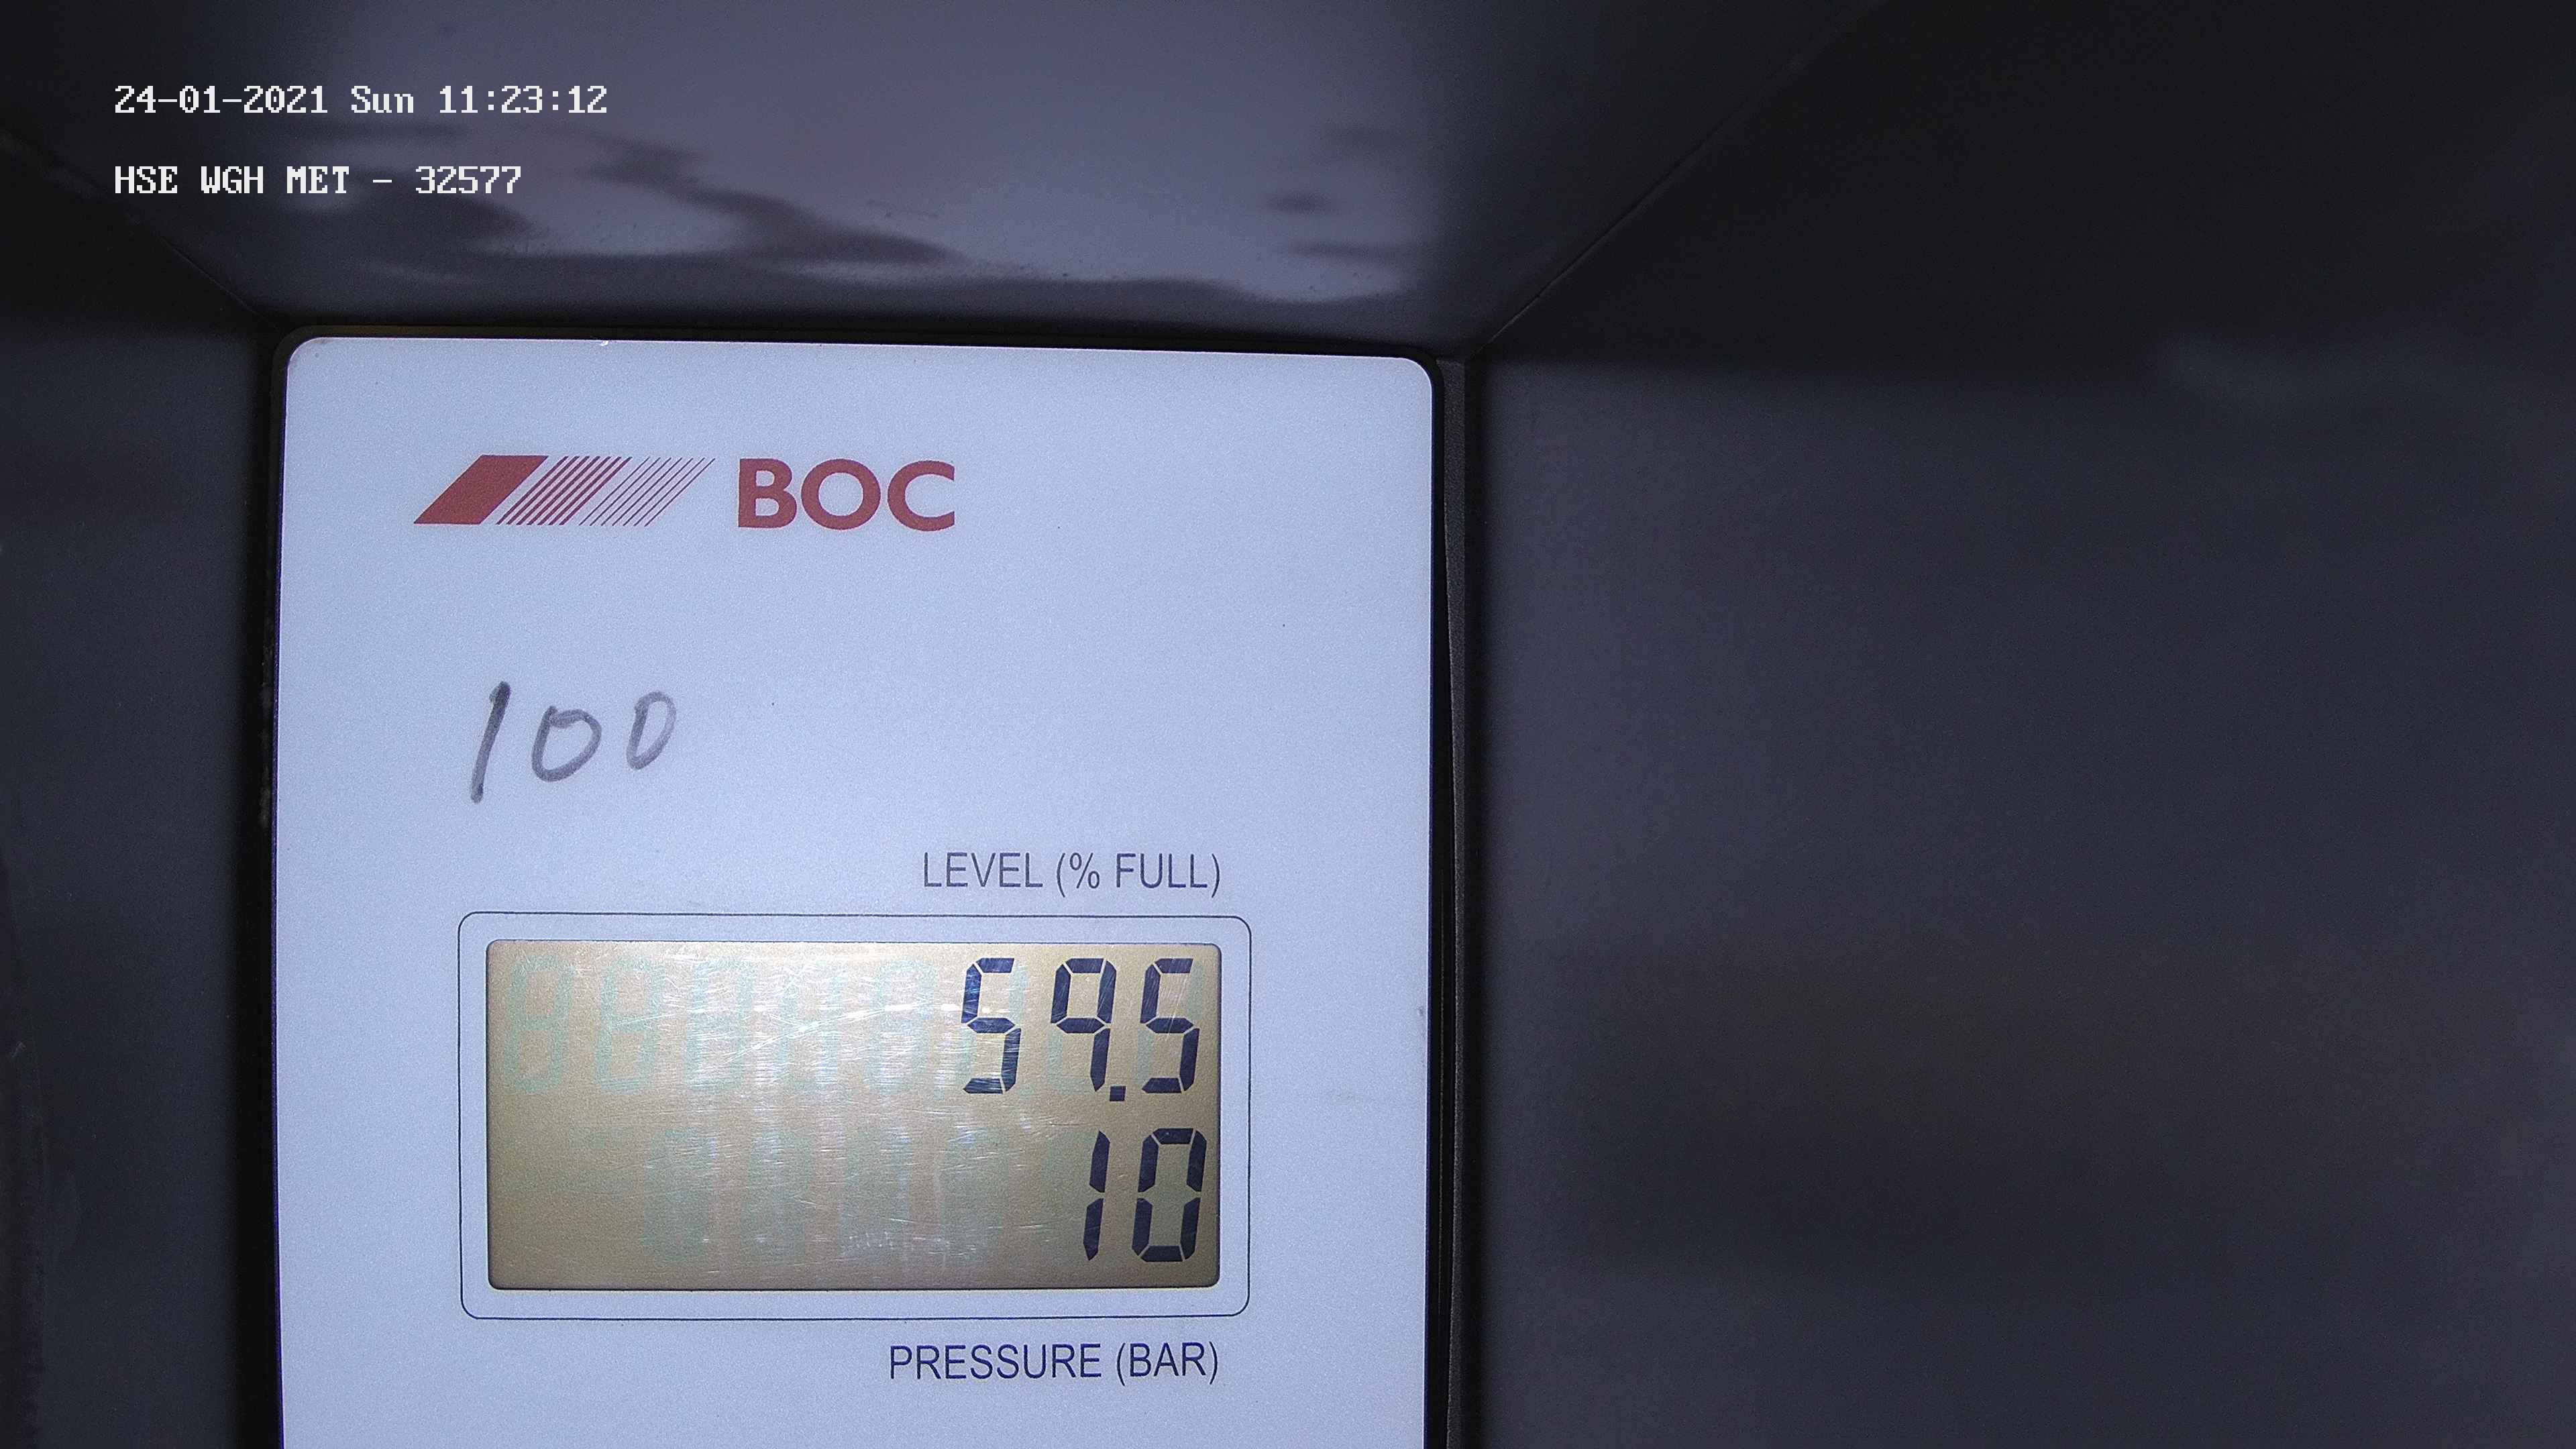 24-01-2021 Sun 11:23:12
HSE WGH MET - 32577
BOC
100
LEVEL (% FULL)
59.5
10
PRESSURE (BAR)